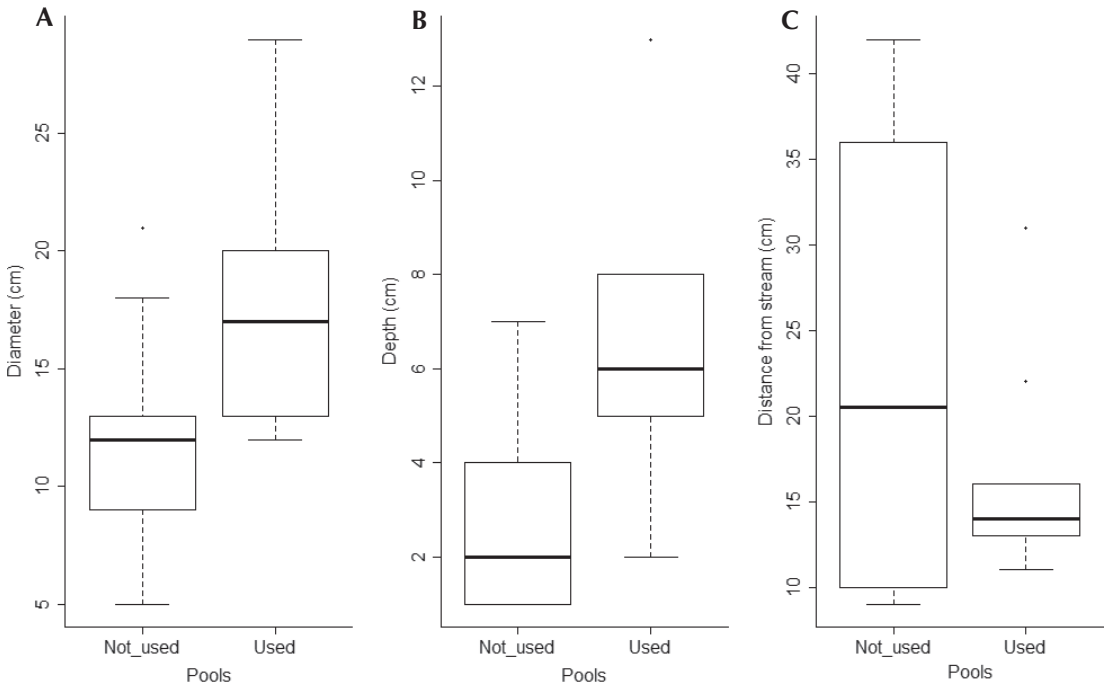 A
Diameter (cm)
25
20
15
10
5
Not_used
Used
Pools
B
Depth (cm)
12
10
8
6
4
2
Not_used
Used
Pools
C
Distance from stream (cm)
40
35
30
25
20
15
10
Not_used
Used
Pools